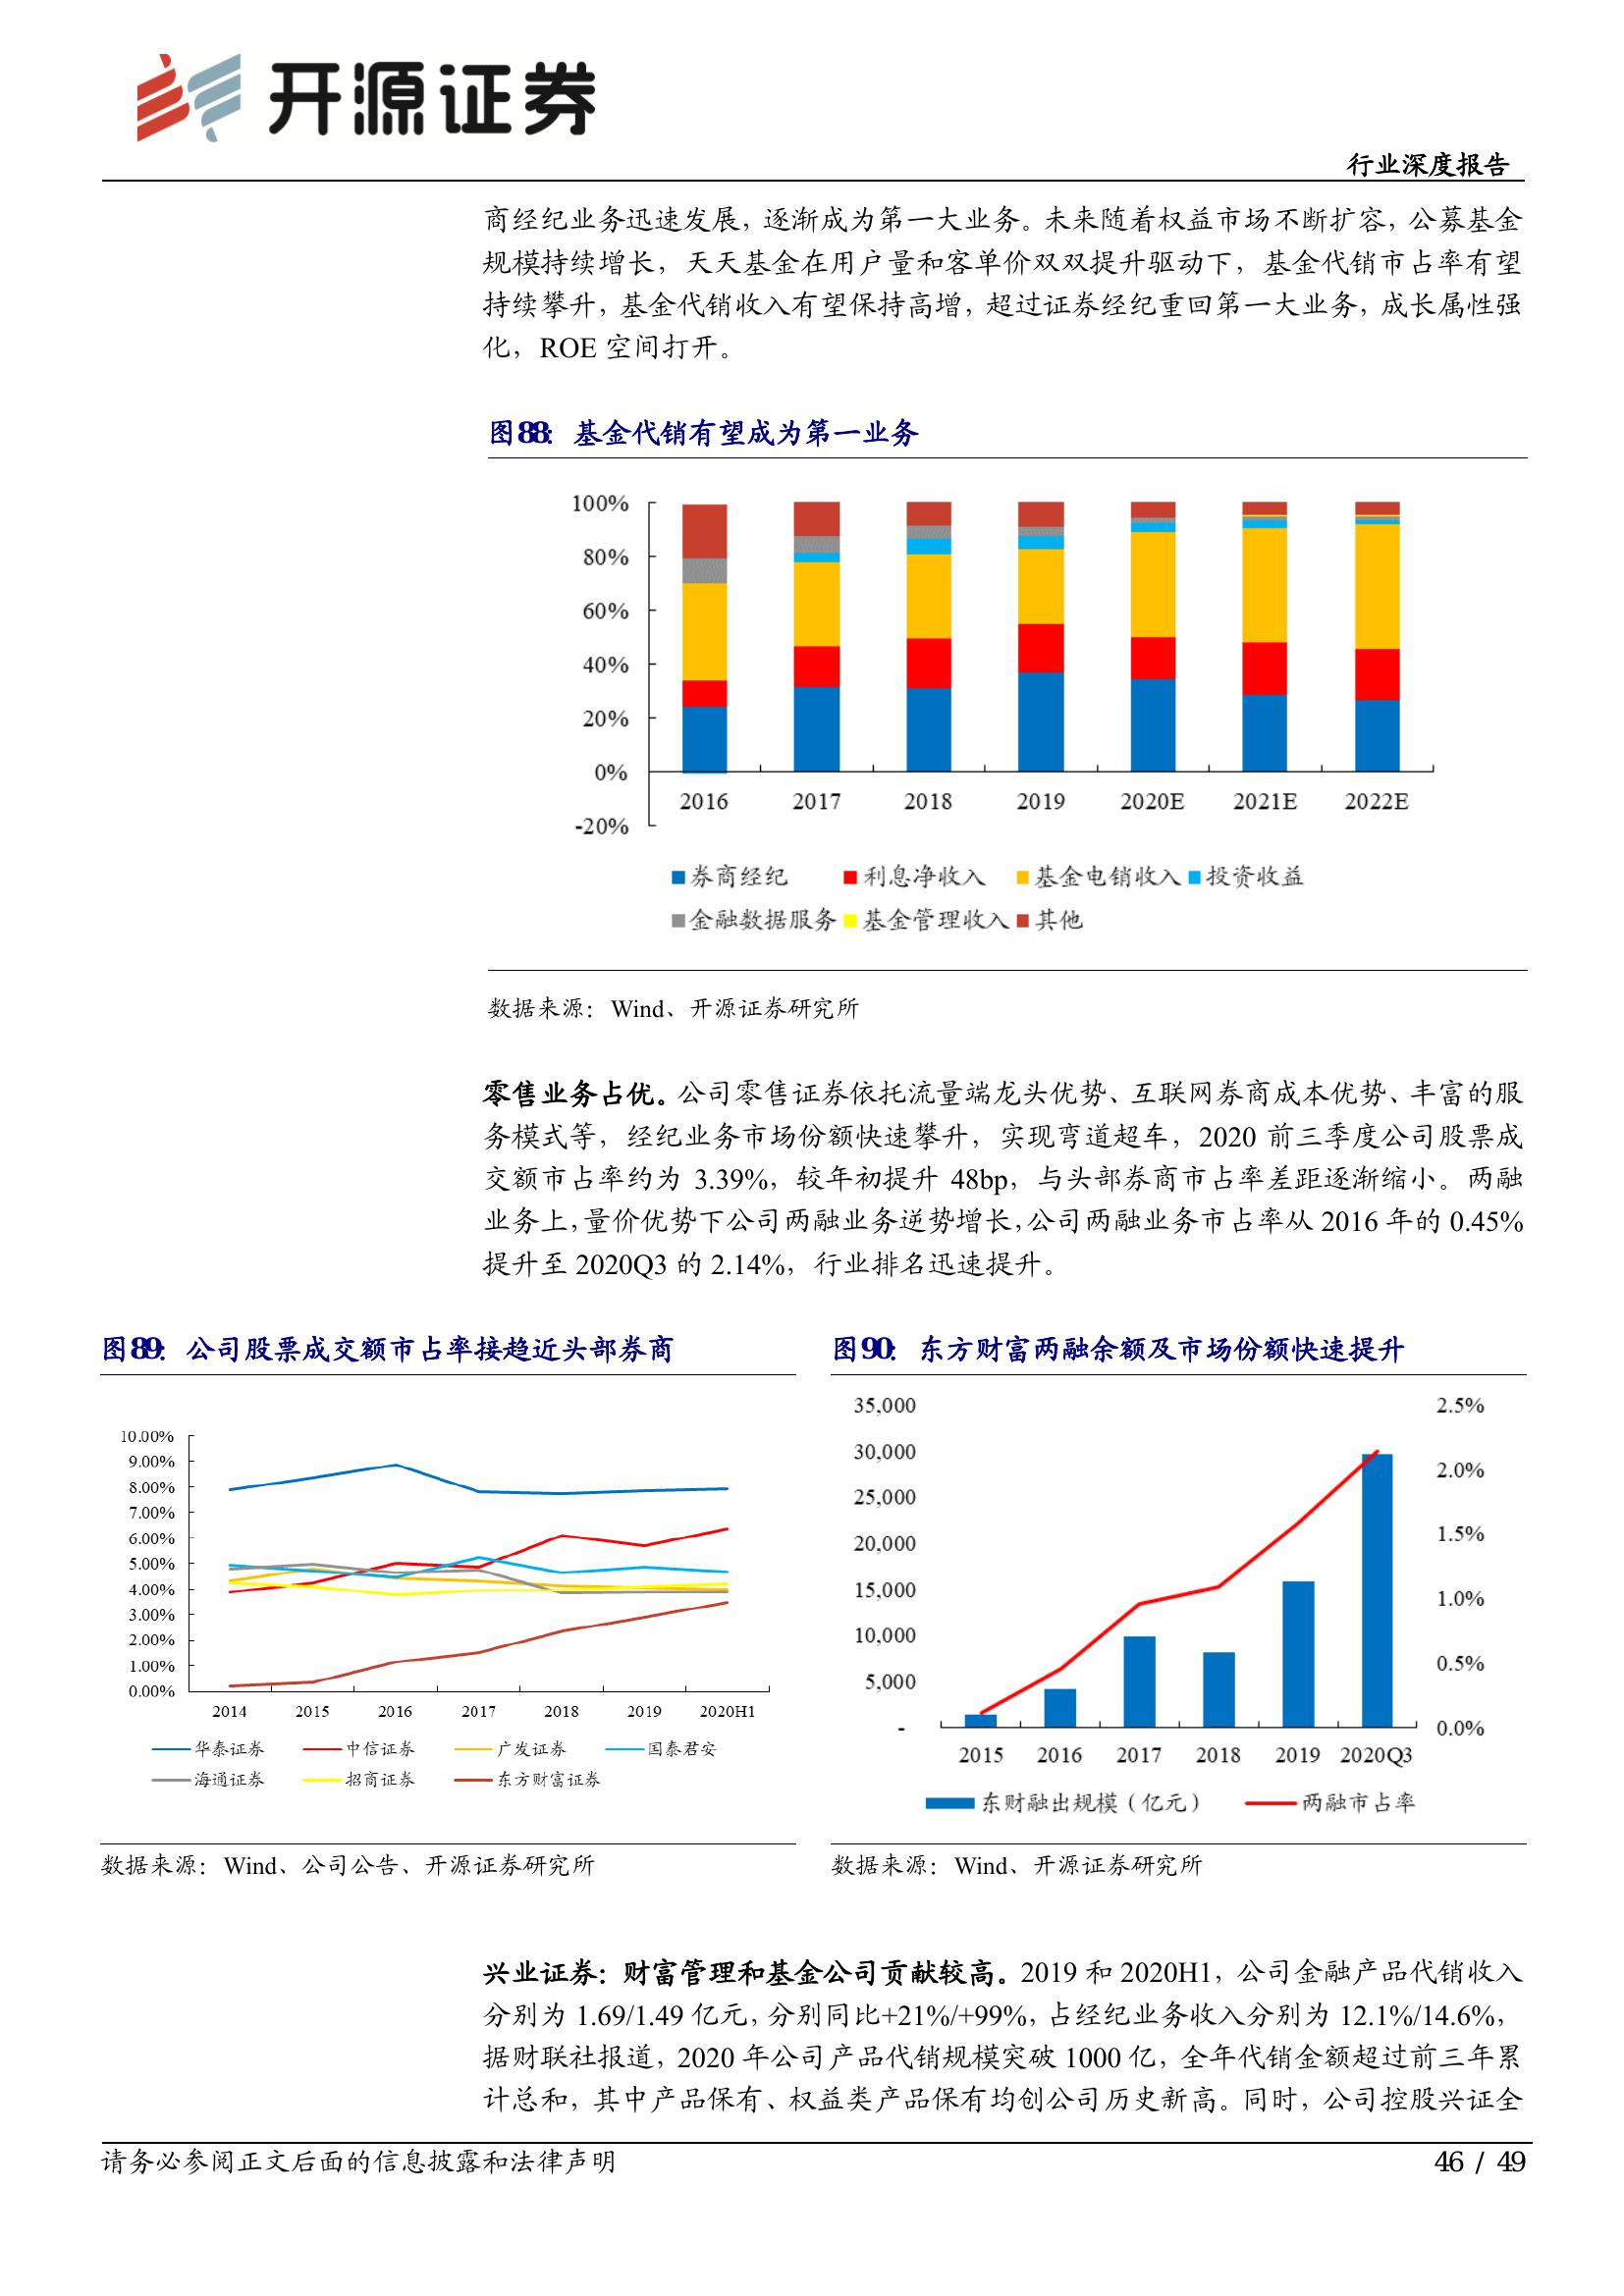 开源证券
行业深度报告
商经纪业务迅速发展，逐渐成为第一大业务。未来随着权益市场不断扩容，公募基金
规模持续增长，天天基金在用户量和客单价双双提升驱动下，基金代销市占率有望
持续攀升，基金代销收入有望保持高增，超过证券经纪重回第一大业务，成长属性强
化，ROE 空间打开。
图88： 基金代销有望成为第一业务
100%
80%
60%
40%
20%
0%
-20%
2016 2017 2018 2019 2020E 2021E 2022E
券商经纪 利息净收入 基金电销收入 投资收益
金融数据服务 基金管理收入 其他
数据来源：Wind、开源证券研究所
零售业务占优。公司零售证券依托流量端龙头优势、互联网券商成本优势、丰富的服
务模式等，经纪业务市场份额快速攀升，实现弯道超车，2020 前三季度公司股票成
交额市占率约为 3.39%，较年初提升 48bp，与头部券商市占率差距逐渐缩小。两融
业务上，量价优势下公司两融业务逆势增长，公司两融业务市占率从 2016 年的 0.45%
提升至 2020Q3 的 2.14%，行业排名迅速提升。
图89： 公司股票成交额市占率接趋近头部券商
10.00%
9.00%
8.00%
7.00%
6.00%
5.00%
4.00%
3.00%
2.00%
1.00%
0.00%
2014 2015 2016 2017 2018 2019 2020H1
华泰证券 中信证券 广发证券 国泰君安
海通证券 招商证券 东方财富证券
数据来源：Wind、公司公告、开源证券研究所
图90： 东方财富两融余额及市场份额快速提升
35,000
30,000
25,000
20,000
15,000
10,000
5,000
-
2.5%
2.0%
1.5%
1.0%
0.5%
0.0%
2015 2016 2017 2018 2019 2020Q3
东财融出规模（亿元） 两融市占率
数据来源：Wind、开源证券研究所
兴业证券：财富管理和基金公司贡献较高。2019 和 2020H1，公司金融产品代销收入
分别为 1.69/1.49 亿元，分别同比+21%/+99%，占经纪业务收入分别为 12.1%/14.6%，
据财联社报道，2020 年公司产品代销规模突破 1000 亿，全年代销金额超过前三年累
计总和，其中产品保有、权益类产品保有均创公司历史新高。同时，公司控股兴证全
请务必参阅正文后面的信息披露和法律声明
46 / 49